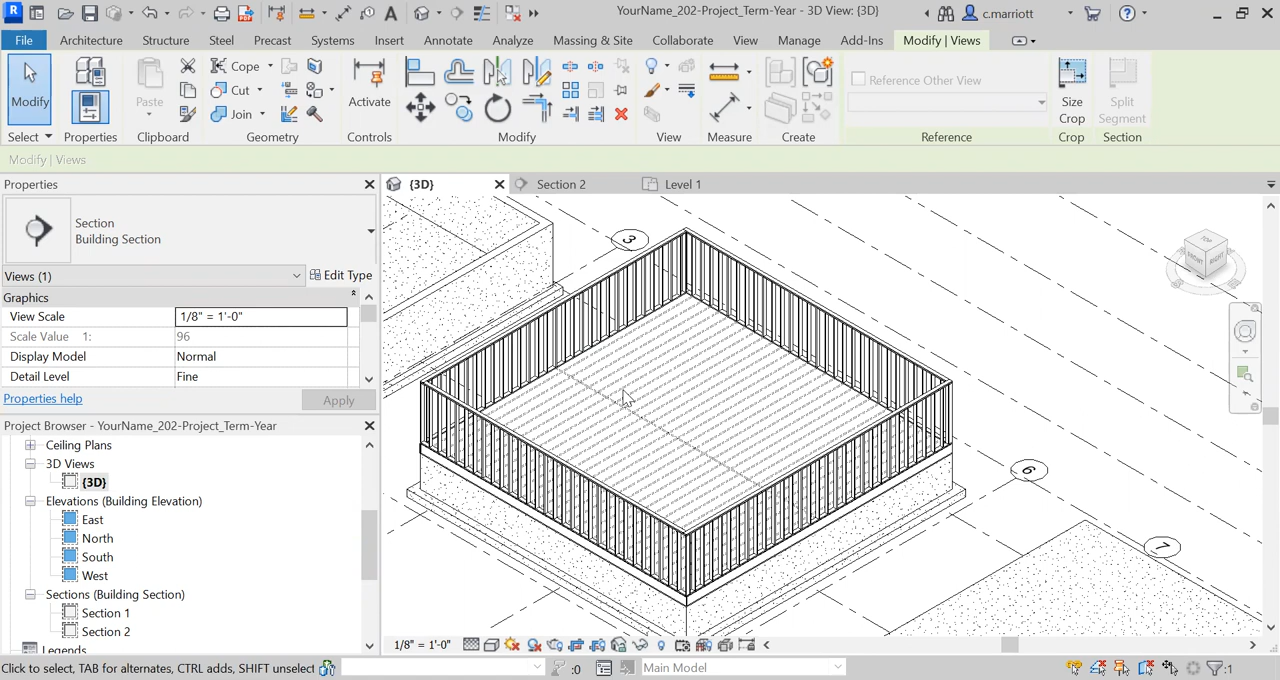 YourName_202-Project_Term-Year - 3D View: {3D}
c.marriott
File Architecture Structure Steel Precast Systems Insert Annotate Analyze Massing & Site Collaborate View Manage Add-Ins Modify | Views
Modify
Paste
Cope
Cut
Join
Activate
Reference Other View
Size Crop
Split Segment
Select Properties Clipboard Geometry Controls Modify View Measure Create Reference Crop Section
Modify | Views
Properties
{3D} Section 2 Level 1
Section
Building Section
Views (1) Edit Type
Graphics
View Scale 1/8" = 1'-0"
Scale Value 1: 96
Display Model Normal
Detail Level Fine
Properties help Apply
Project Browser - YourName_202-Project_Term-Year
Ceiling Plans
3D Views
{3D}
Elevations (Building Elevation)
East
North
South
West
Sections (Building Section)
Section 1
Section 2
Legends
3
6
7
TOP
FRONT RIGHT
1/8" = 1'-0"
Click to select, TAB for alternates, CTRL adds, SHIFT unselect :0 Main Model :1